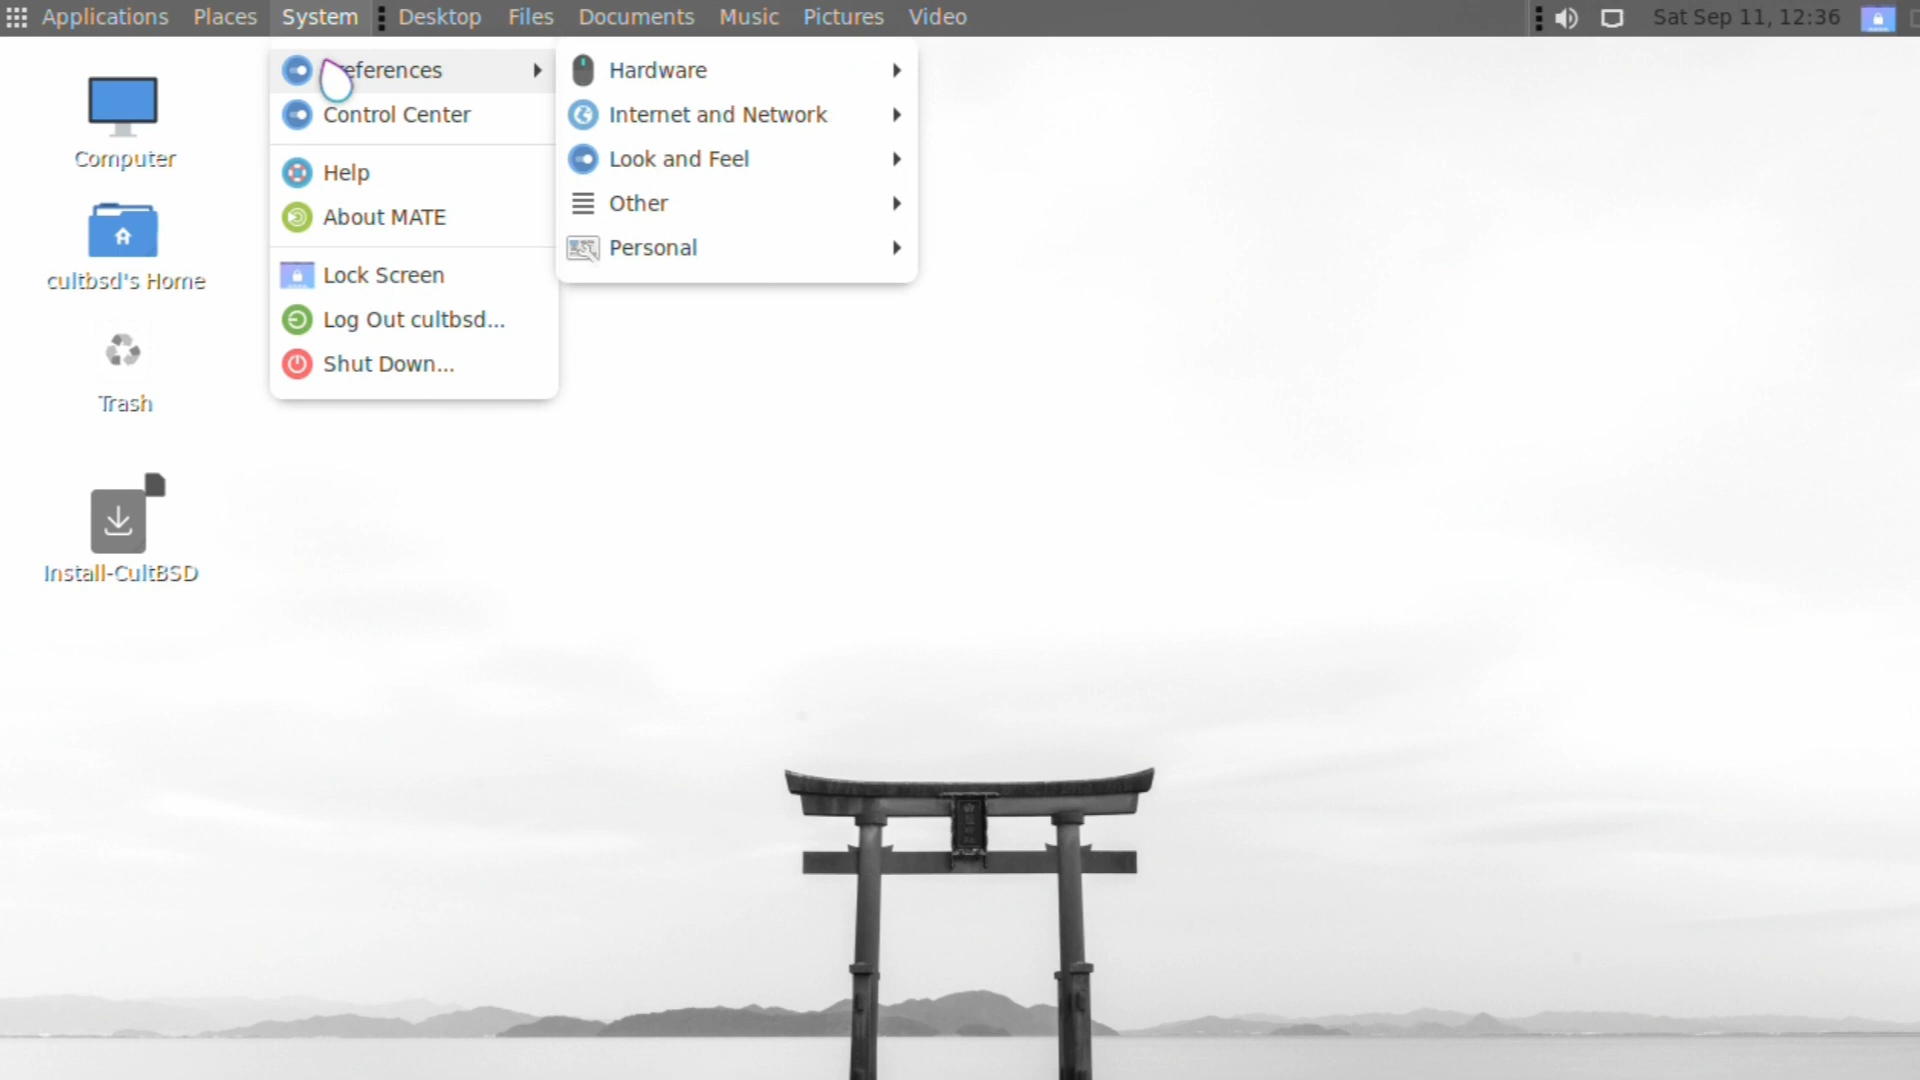 Applications Places System Desktop Files Documents Music Pictures Video Sat Sep 11, 12:36
Computer
cultbsd's Home
Trash
Install-CultBSD
eferences
Control Center
Help
About MATE
Lock Screen
Log Out cultbsd...
Shut Down...
Hardware
Internet and Network
Look and Feel
Other
Personal